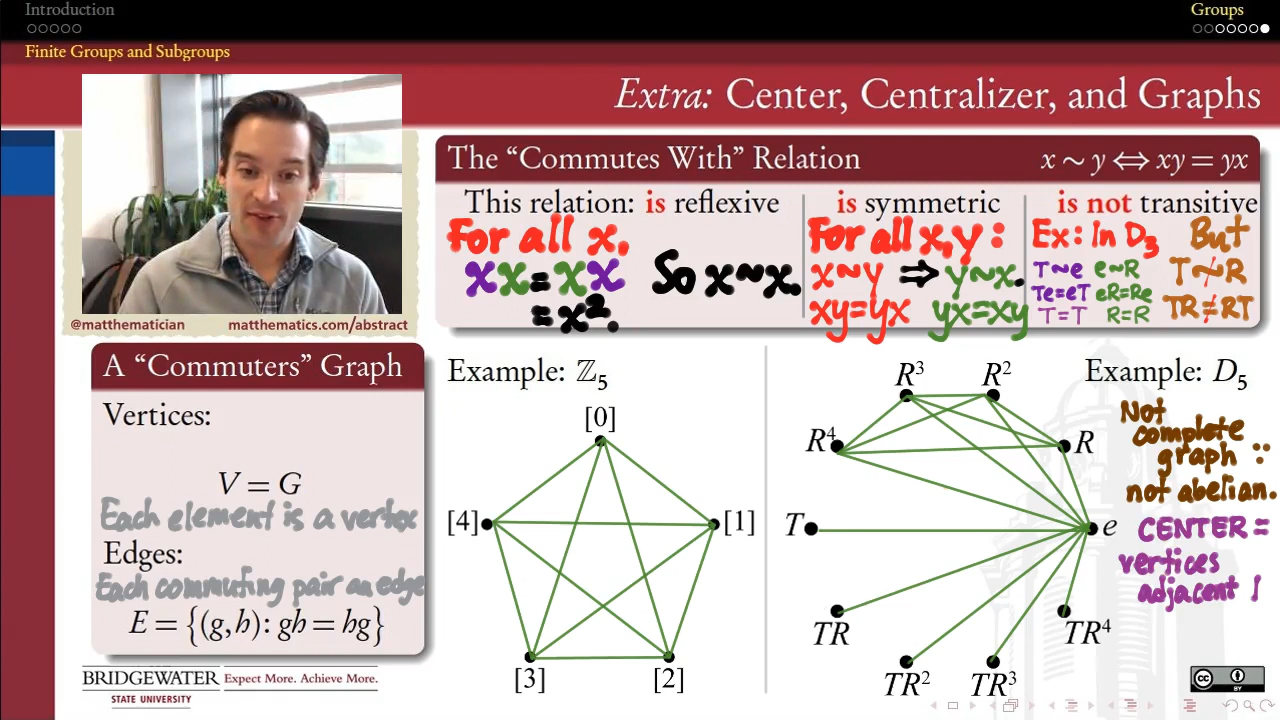 Introduction
Groups
Finite Groups and Subgroups
Extra: Center, Centralizer, and Graphs
@matthematician matthematics.com/abstract
The “Commutes With” Relation x ∼ y ⇔ xy = yx
This relation: is reflexive
For all x,
xx = xx
= x².
So x~x.
is symmetric
For all x,y:
x~y ⇒ y~x.
xy=yx yx=xy
is not transitive
Ex: In D₃
T~e e~R
Te=eT eR=Re
T=T R=R
But
T≁R
TR≠RT
A “Commuters” Graph
Vertices:
V = G
Each element is a vertex
Edges:
Each commuting pair an edge
E = {(g, h): gh = hg}
Example: ℤ₅
[0]
[4]
[1]
[3]
[2]
Example: D₅
R³
R²
R⁴
R
T
e
TR
TR⁴
TR²
TR³
Not
complete
graph ∴
not abelian.
CENTER =
vertices
adjacent
BRIDGEWATER
STATE UNIVERSITY
Expect More. Achieve More.
CC
BY